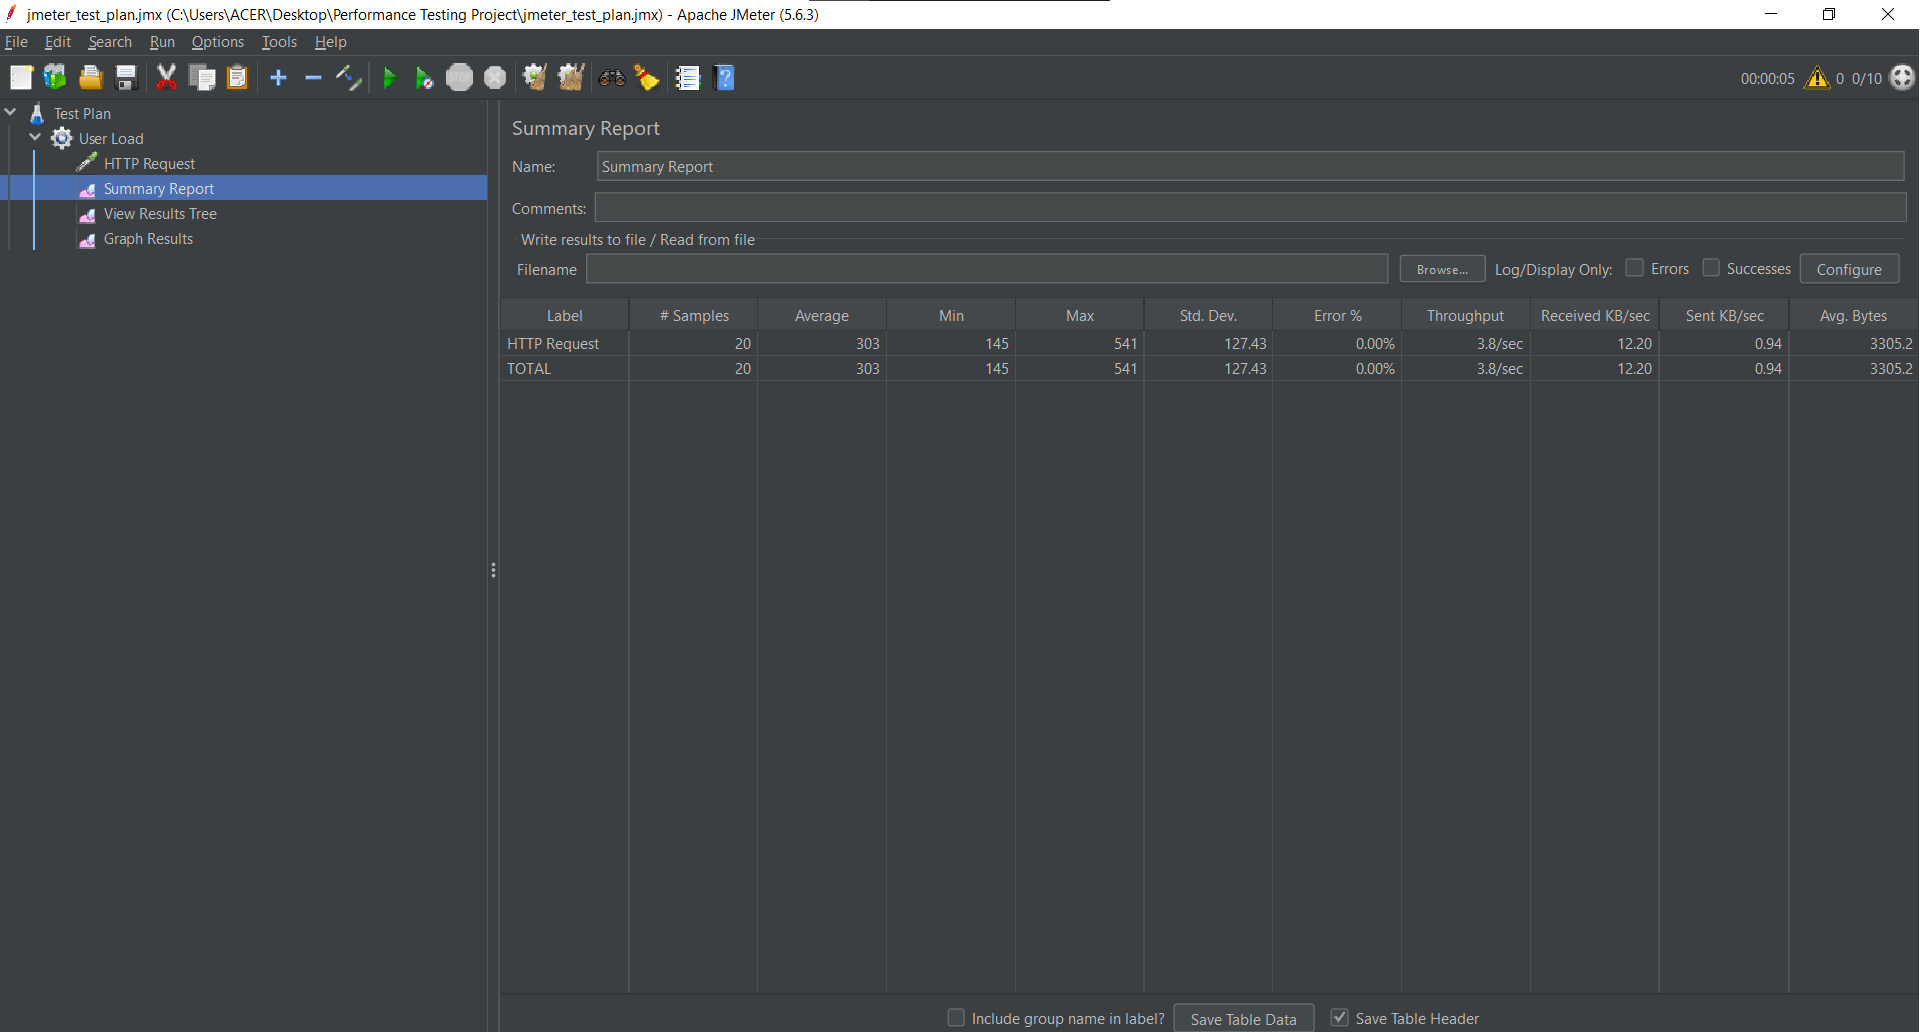 jmeter_test_plan.jmx (C:\Users\ACER\Desktop\Performance Testing Project\jmeter_test_plan.jmx) - Apache JMeter (5.6.3)
File Edit Search Run Options Tools Help
STOP
? 00:00:05 0 0/10
Test Plan
User Load
HTTP Request
Summary Report
View Results Tree
Graph Results
Summary Report
Name: Summary Report
Comments:
Write results to file / Read from file
Filename Browse... Log/Display Only: Errors Successes Configure
Label # Samples Average Min Max Std. Dev. Error % Throughput Received KB/sec Sent KB/sec Avg. Bytes
HTTP Request 20 303 145 541 127.43 0.00% 3.8/sec 12.20 0.94 3305.2
TOTAL 20 303 145 541 127.43 0.00% 3.8/sec 12.20 0.94 3305.2
Include group name in label? Save Table Data Save Table Header